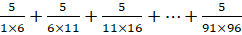 5/1×6 + 5/6×11 + 5/11×16 + ⋯ + 5/91×96